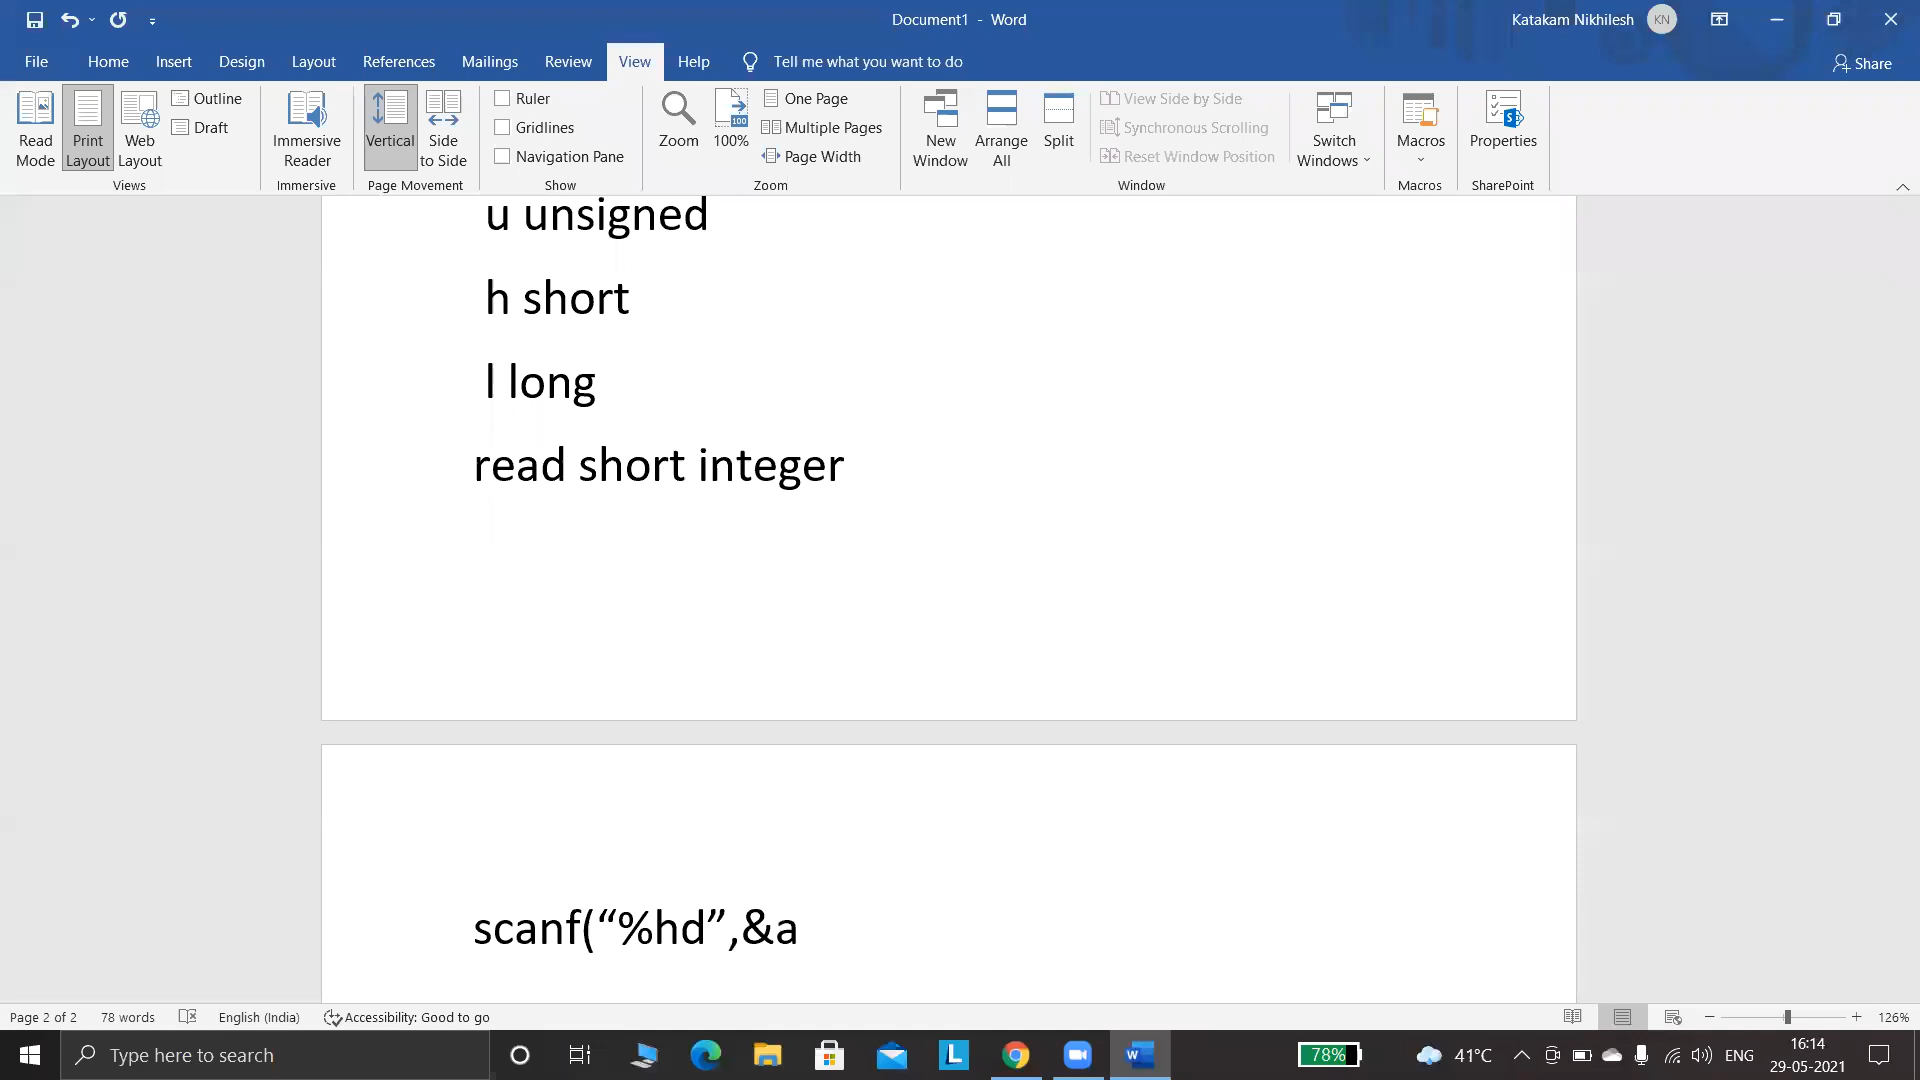 Document1 - Word
Katakam Nikhilesh KN
File Home Insert Design Layout References Mailings Review View Help Tell me what you want to do Share
Read Mode
Print Layout
Web Layout
Outline
Draft
Views
Immersive Reader
Immersive
Vertical
Side to Side
Page Movement
Ruler
Gridlines
Navigation Pane
Show
Zoom
100
100%
One Page
Multiple Pages
Page Width
Zoom
New Window
Arrange All
Split
View Side by Side
Synchronous Scrolling
Reset Window Position
Window
Switch Windows
Macros
Macros
S
Properties
SharePoint
u unsigned
h short
l long
read short integer
scanf(“%hd”,&a
Page 2 of 2 78 words English (India) Accessibility: Good to go 126%
Type here to search
L
W
78%
41°C
ENG
16:14
29-05-2021